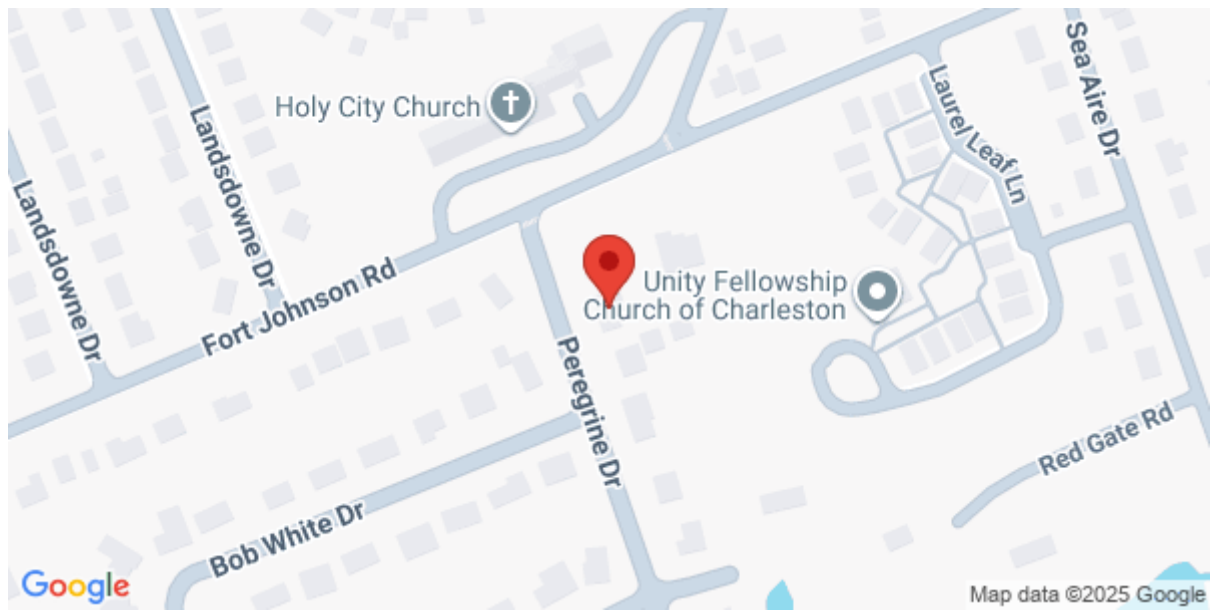 Holy City Church
Landsdowne Dr
Landsdowne Dr
Fort Johnson Rd
Laurel Leaf Ln
Sea Aire Dr
Unity Fellowship
Church of Charleston
Peregrine Dr
Red Gate Rd
Bob White Dr
Google
Map data ©2025 Google